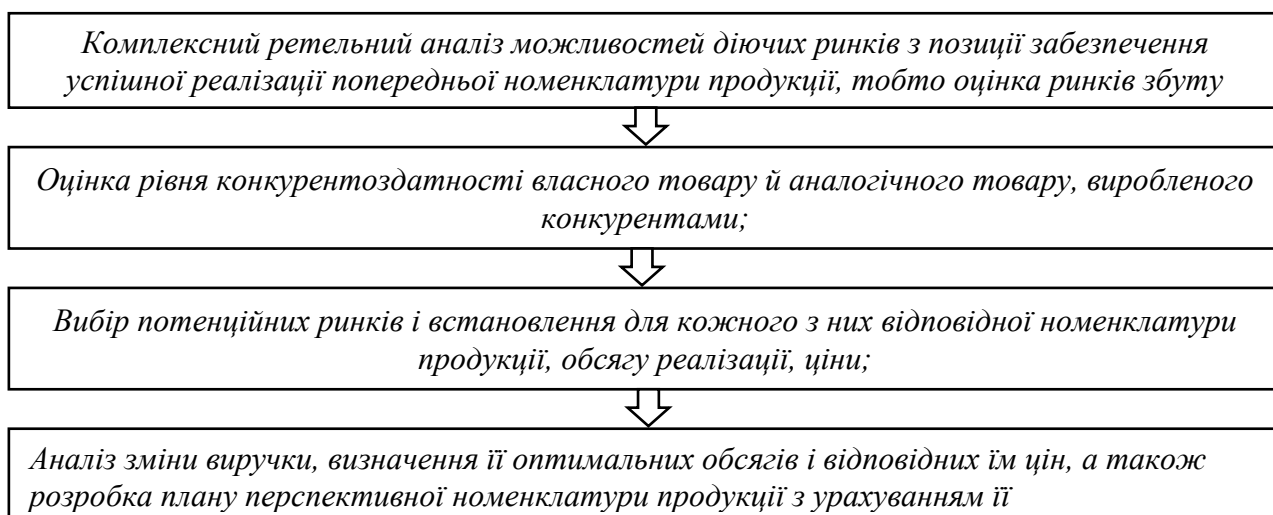 Комплексний ретельний аналіз можливостей діючих ринків з позиції забезпечення
успішної реалізації попередньої номенклатури продукції, тобто оцінка ринків збуту
Оцінка рівня конкурентоздатності власного товару й аналогічного товару, виробленого
конкурентами;
Вибір потенційних ринків і встановлення для кожного з них відповідної номенклатури
продукції, обсягу реалізації, ціни;
Аналіз зміни виручки, визначення її оптимальних обсягів і відповідних їм цін, а також
розробка плану перспективної номенклатури продукції з урахуванням її